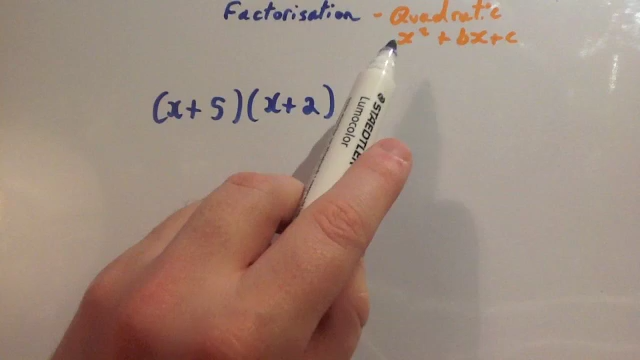 Factorisation - Quadratic
x² + bx + c
(x + 5)(x + 2)
STAEDTLER
Lumocolor